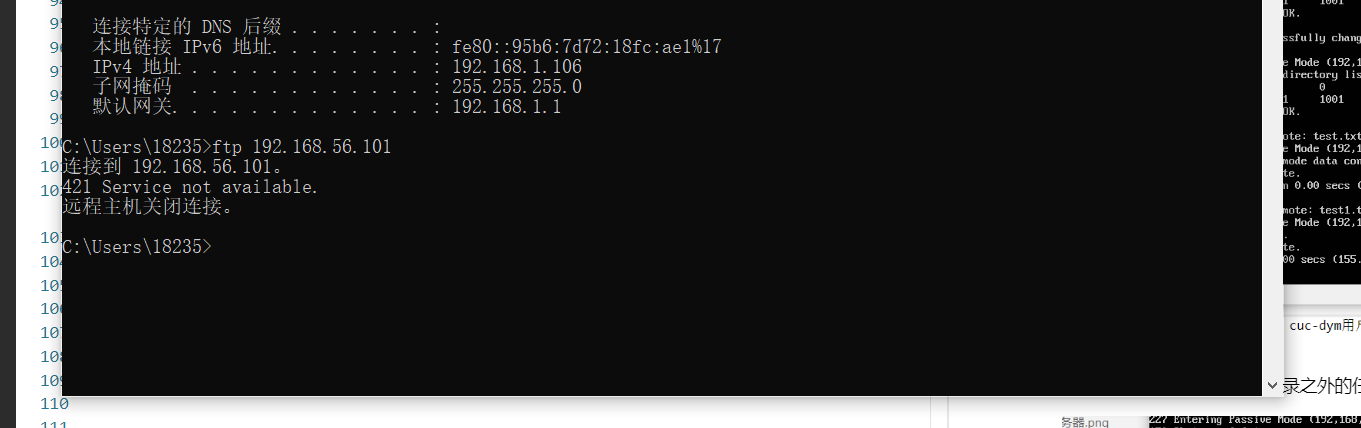 连接特定的 DNS 后缀 . . . . . . . :
本地链接 IPv6 地址. . . . . . . . : fe80::95b6:7d72:18fc:ae1%17
IPv4 地址 . . . . . . . . . . . . : 192.168.1.106
子网掩码 . . . . . . . . . . . . : 255.255.255.0
默认网关. . . . . . . . . . . . . : 192.168.1.1
C:\Users\18235>ftp 192.168.56.101
连接到 192.168.56.101。
421 Service not available.
远程主机关闭连接。
C:\Users\18235>
110
111
1 1001
OK.
ssfully chang
e Mode (192,1
directory lis
0
1 1001
OK.
ote: test.txt
e Mode (192,1
mode data con
te.
n 0.00 secs (
mote: test1.t
e Mode (192,1
.
te.
00 secs (155.
cuc-dym用户
录之外的任
务器.png
227 Entering Passive Mode (192,168,